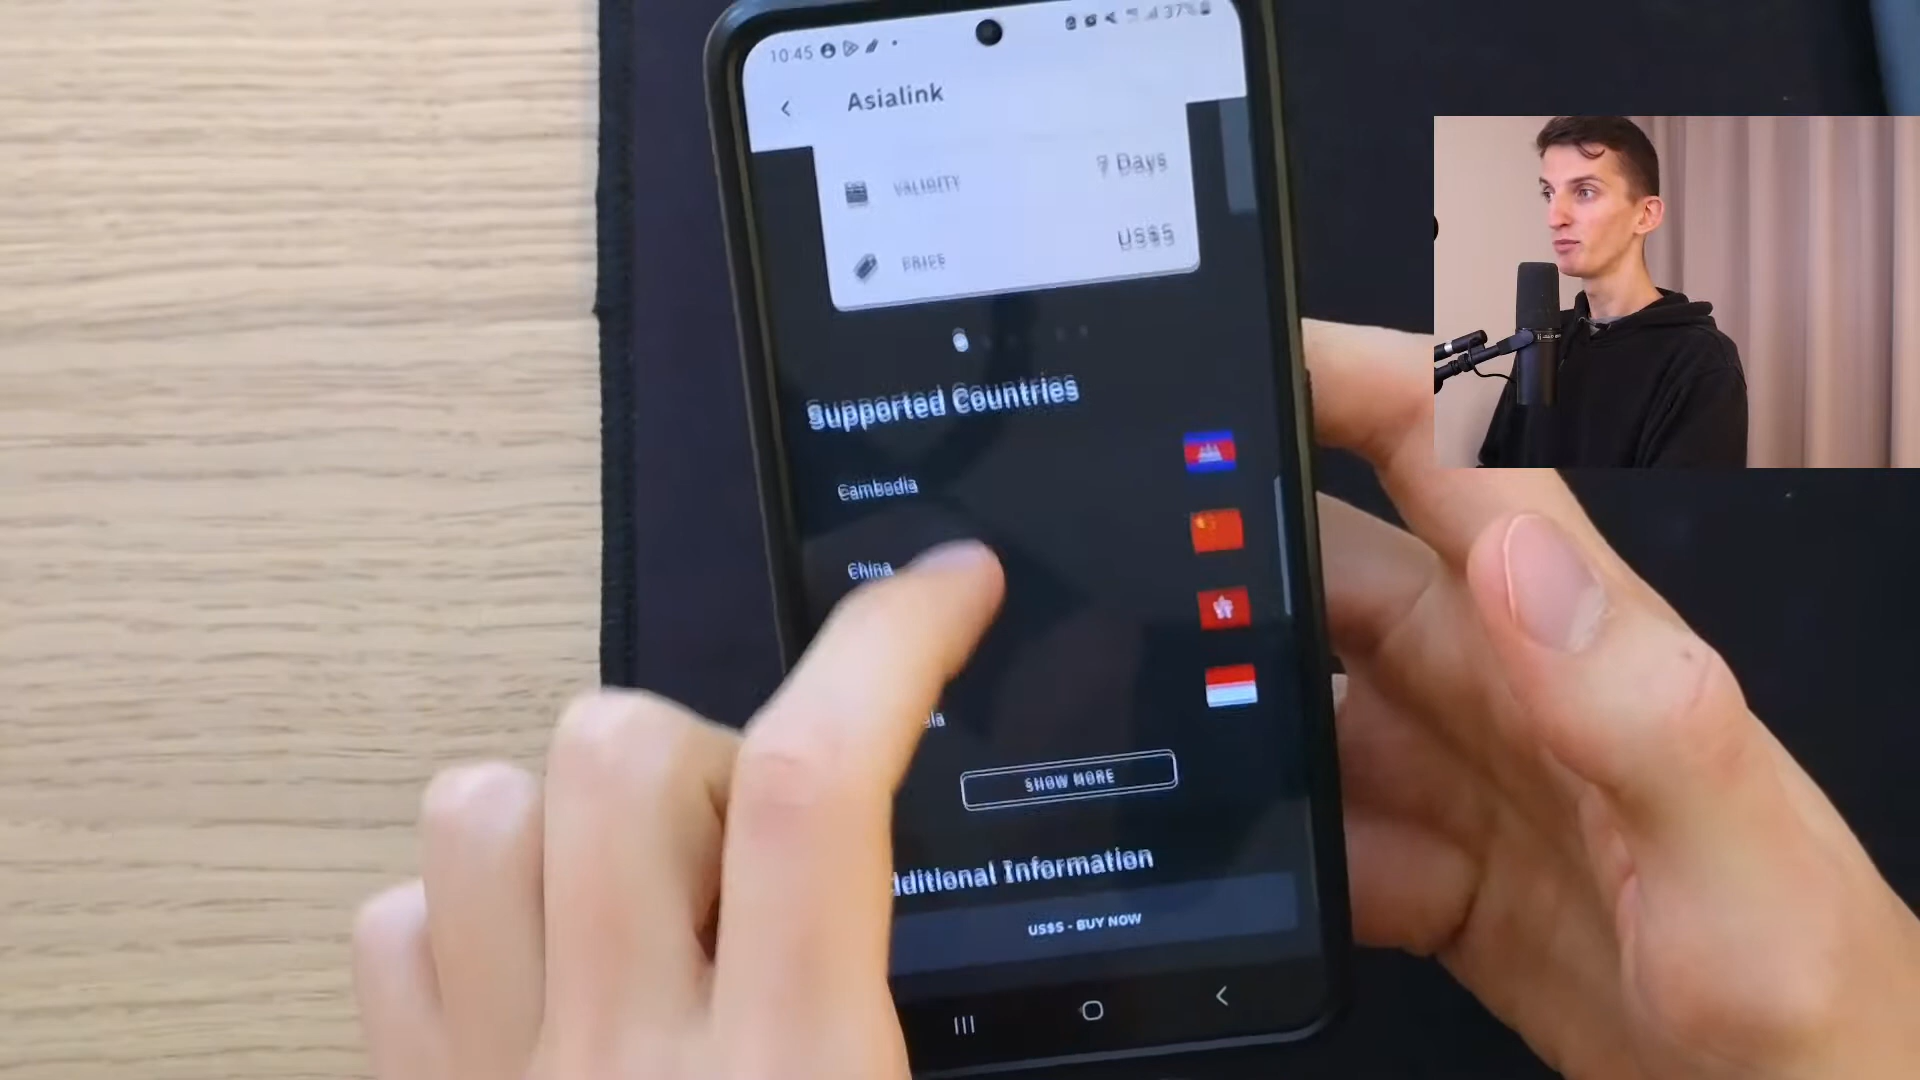 10:45
37%
Asialink
VALIDITY
7 Days
PRICE
US$5
Supported Countries
Cambodia
China
SHOW MORE
dditional Information
US$5 - BUY NOW